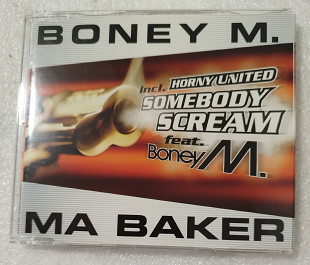 BONEY M.
incl. HORNY UNITED
SOMEBODY
SCREAM
feat.
Boney M.
MA BAKER